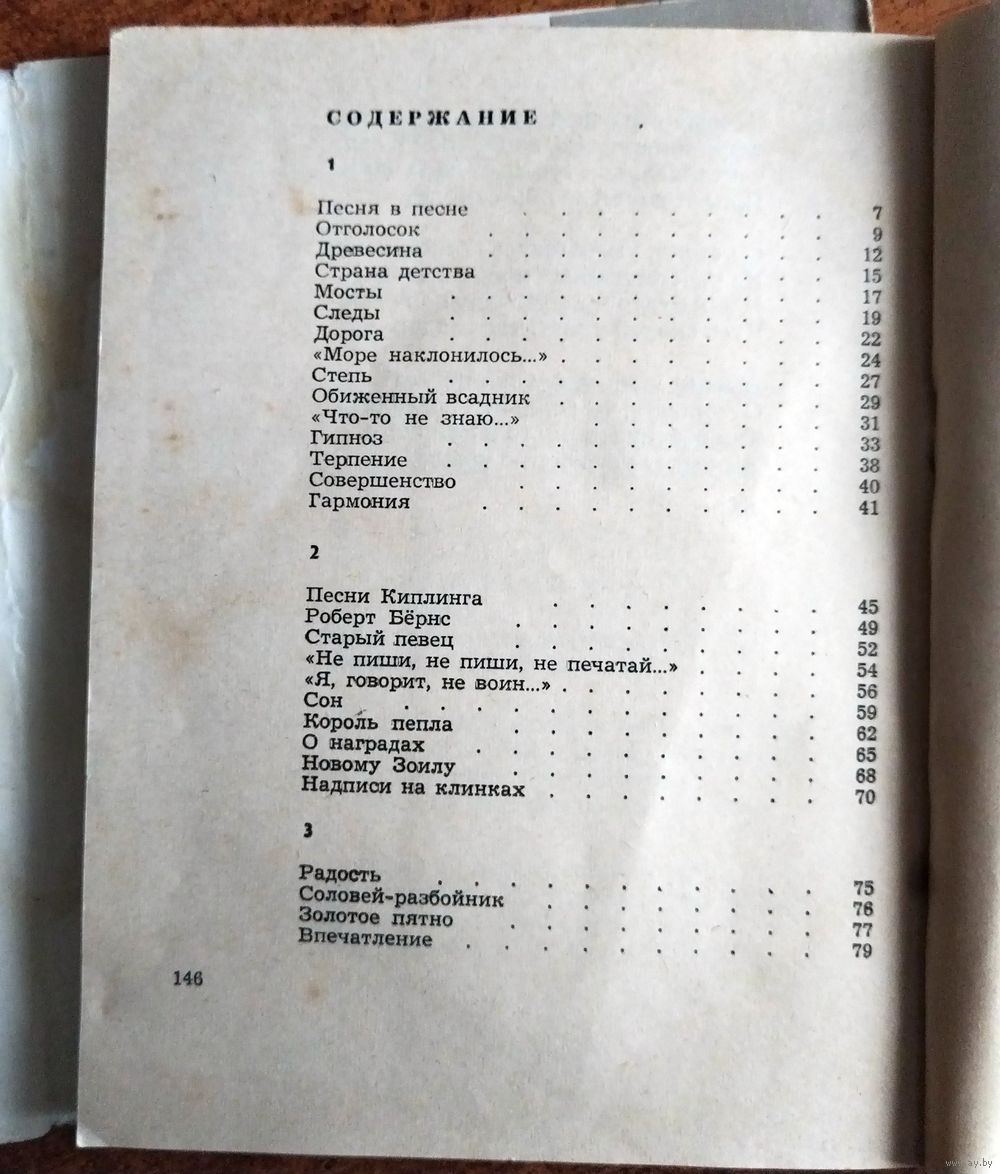 СОДЕРЖАНИЕ
1
Песня в песне . . . . . . . . . 7
Отголосок . . . . . . . . . . 9
Древесина . . . . . . . . . . 12
Страна детства . . . . . . . . . 15
Мосты . . . . . . . . . . . 17
Следы . . . . . . . . . . . 19
Дорога . . . . . . . . . . . 22
«Море наклонилось...» . . . . . . . . 24
Степь . . . . . . . . . . . 27
Обиженный всадник . . . . . . . . 29
«Что-то не знаю...» . . . . . . . 31
Гипноз . . . . . . . . . . . 33
Терпение . . . . . . . . . . . 38
Совершенство . . . . . . . . . 40
Гармония . . . . . . . . . . 41
2
Песни Киплинга . . . . . . . . 45
Роберт Бёрнс . . . . . . . . . 49
Старый певец . . . . . . . . . 52
«Не пиши, не пиши, не печатай...» . . . . 54
«Я, говорит, не воин...» . . . . . . . . 56
Сон . . . . . . . . . . . . 59
Король пепла . . . . . . . . . 62
О наградах . . . . . . . . . . 65
Новому Зоилу . . . . . . . . . 68
Надписи на клинках . . . . . . . . 70
3
Радость . . . . . . . . . . . 75
Соловей-разбойник . . . . . . . . 76
Золотое пятно . . . . . . . . . 77
Впечатление . . . . . . . . . . 79
146
www.ay.by